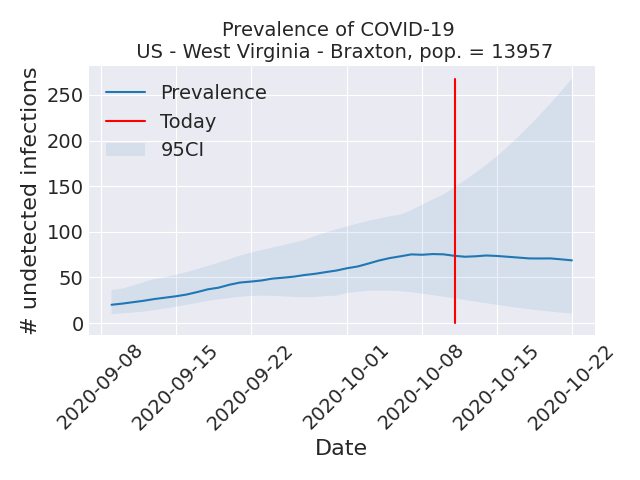 Prevalence of COVID-19
US - West Virginia - Braxton, pop. = 13957
# undetected infections
250
200
150
100
50
0
Prevalence
Today
95CI
2020-09-08
2020-09-15
2020-09-22
2020-10-01
2020-10-08
2020-10-15
2020-10-22
Date